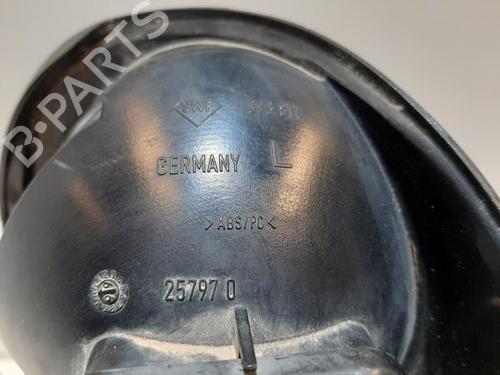 SWF
GERMANY L
>ABS/PC<
25797 0
B-PARTS